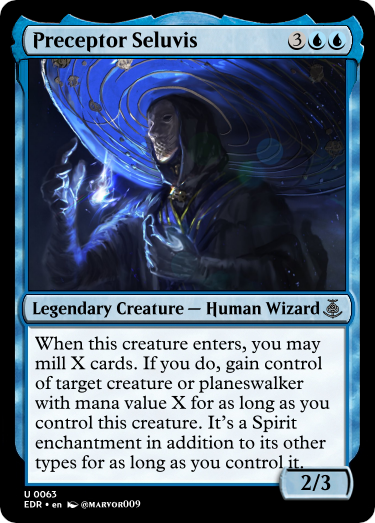 Preceptor Seluvis 3
Legendary Creature — Human Wizard
When this creature enters, you may
mill X cards. If you do, gain control
of target creature or planeswalker
with mana value X for as long as you
control this creature. It's a Spirit
enchantment in addition to its other
types for as long as you control it.
2/3
U 0063
EDR • en MARVOR009